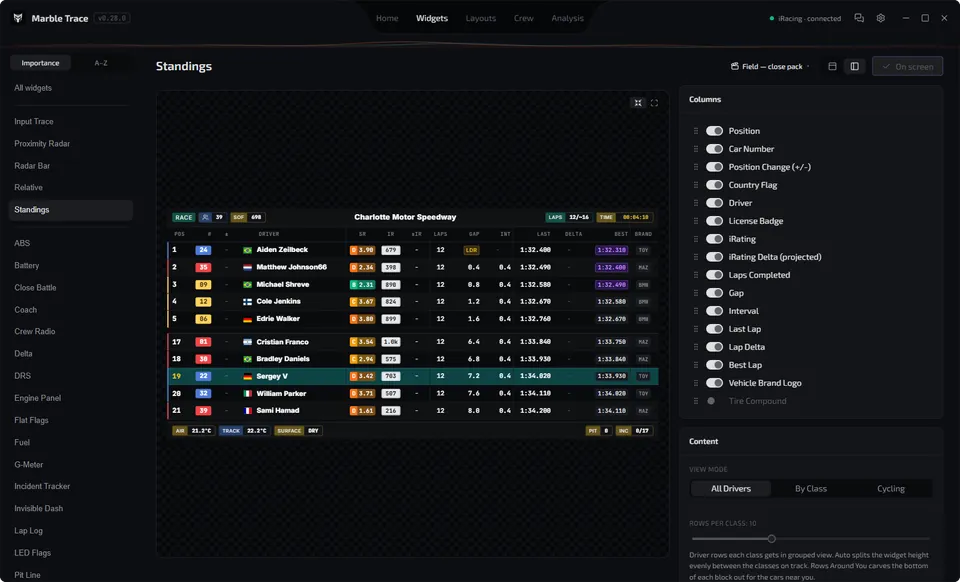 Marble Trace v0.28.0
Home Widgets Layouts Crew Analysis
iRacing · connected
Importance A-Z
All widgets
Input Trace
Proximity Radar
Radar Bar
Relative
Standings
ABS
Battery
Close Battle
Coach
Crew Radio
Delta
DRS
Engine Panel
Flat Flags
Fuel
G-Meter
Incident Tracker
Invisible Dash
Lap Log
LED Flags
Pit Line
Standings
Field — close pack
On screen
RACE 39 SOF 698 Charlotte Motor Speedway LAPS 12/~16 TIME 00:04:10
POS # ± DRIVER SR IR ±IR LAPS GAP INT LAST DELTA BEST BRAND
1 24 - Aiden Zeilbeck D 3.90 679 - 12 LDR - 1:32.400 - 1:32.310 TOY
2 35 - Matthew Johnson66 D 2.34 398 - 12 0.4 0.4 1:32.490 - 1:32.400 MAZ
3 09 - Michael Shreve B 2.31 898 - 12 0.8 0.4 1:32.580 - 1:32.490 BMW
4 12 - Cole Jenkins C 3.67 824 - 12 1.2 0.4 1:32.670 - 1:32.580 BMW
5 06 - Edrie Walker D 3.80 899 - 12 1.6 0.4 1:32.760 - 1:32.670 BMW
17 01 - Cristian Franco C 3.54 1.0k - 12 6.4 0.4 1:33.840 - 1:33.750 MAZ
18 30 - Bradley Daniels C 2.94 575 - 12 6.8 0.4 1:33.930 - 1:33.840 MAZ
19 22 - Sergey V D 3.42 703 - 12 7.2 0.4 1:34.020 - 1:33.930 TOY
20 32 - William Parker D 3.71 507 - 12 7.6 0.4 1:34.110 - 1:34.020 TOY
21 39 - Sami Hamad D 1.61 216 - 12 8.0 0.4 1:34.200 - 1:34.110 MAZ
AIR 21.2°C TRACK 22.2°C SURFACE DRY PIT 0 INC 0/17
Columns
Position
Car Number
Position Change (+/-)
Country Flag
Driver
License Badge
iRating
iRating Delta (projected)
Laps Completed
Gap
Interval
Last Lap
Lap Delta
Best Lap
Vehicle Brand Logo
Tire Compound
Content
VIEW MODE
All Drivers By Class Cycling
ROWS PER CLASS: 10
Driver rows each class gets in grouped view. Auto splits the widget height
evenly between the classes on track. Rows Around You carves the bottom
of each block out for the cars near you.